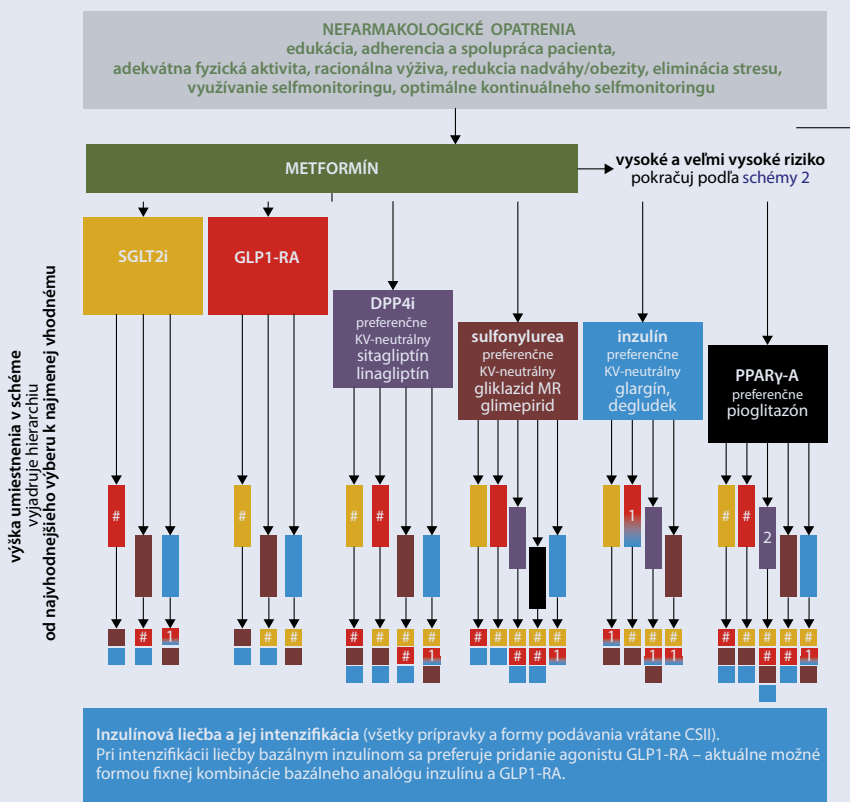 NEFARMAKOLOGICKÉ OPATRENIA
edukácia, adherencia a spolupráca pacienta,
adekvátna fyzická aktivita, racionálna výživa, redukcia nadváhy/obezity, eliminácia stresu,
využívanie selfmonitoringu, optimálne kontinuálneho selfmonitoringu
METFORMÍN
vysoké a veľmi vysoké riziko
pokračuj podľa schémy 2
SGLT2i
GLP1-RA
DPP4i
preferenčne
KV-neutrálny
sitagliptín
linagliptín
sulfonylurea
preferenčne
KV-neutrálny
gliklazid MR
glimepirid
inzulín
preferenčne
KV-neutrálny
glargín,
degludek
PPARγ-A
preferenčne
pioglitazón
výška umiestnenia v schéme
vyjadruje hierarchiu
od najvhodnejšieho výberu k najmenej vhodnému
# # # # # 1 # #
2
# 1 # # # # # # # # # # # 1 # # # # # # # #
# 1 # # 1 1 1 # # 1
Inzulínová liečba a jej intenzifikácia (všetky prípravky a formy podávania vrátane CSII).
Pri intenzifikácii liečby bazálnym inzulínom sa preferuje pridanie agonistu GLP1-RA – aktuálne možné
formou fixnej kombinácie bazálneho analógu inzulínu a GLP1-RA.